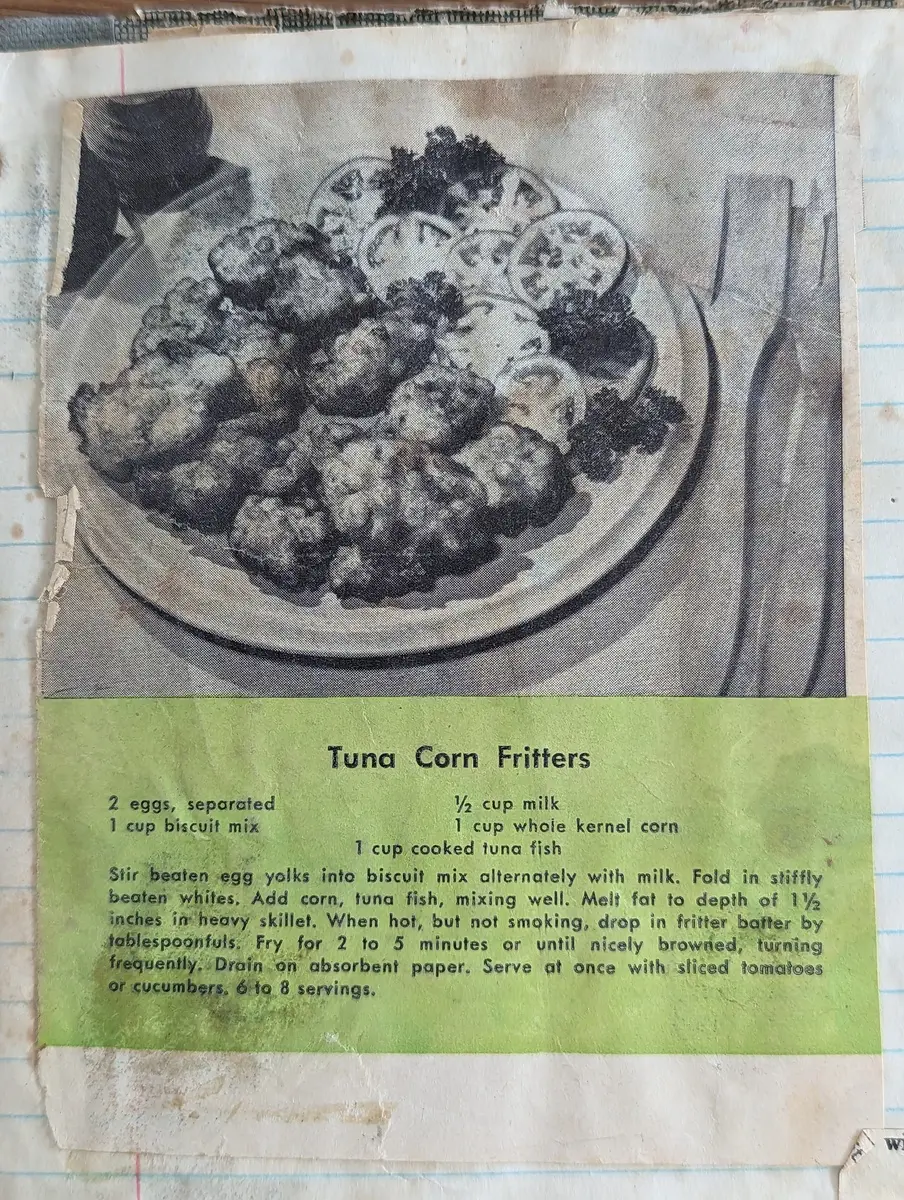 Tuna Corn Fritters
2 eggs, separated ½ cup milk
1 cup biscuit mix 1 cup whole kernel corn
1 cup cooked tuna fish
Stir beaten egg yolks into biscuit mix alternately with milk. Fold in stiffly
beaten whites. Add corn, tuna fish, mixing well. Melt fat to depth of 1½
inches in heavy skillet. When hot, but not smoking, drop in fritter batter by
tablespoonfuls. Fry for 2 to 5 minutes or until nicely browned, turning
frequently. Drain on absorbent paper. Serve at once with sliced tomatoes
or cucumbers. 6 to 8 servings.